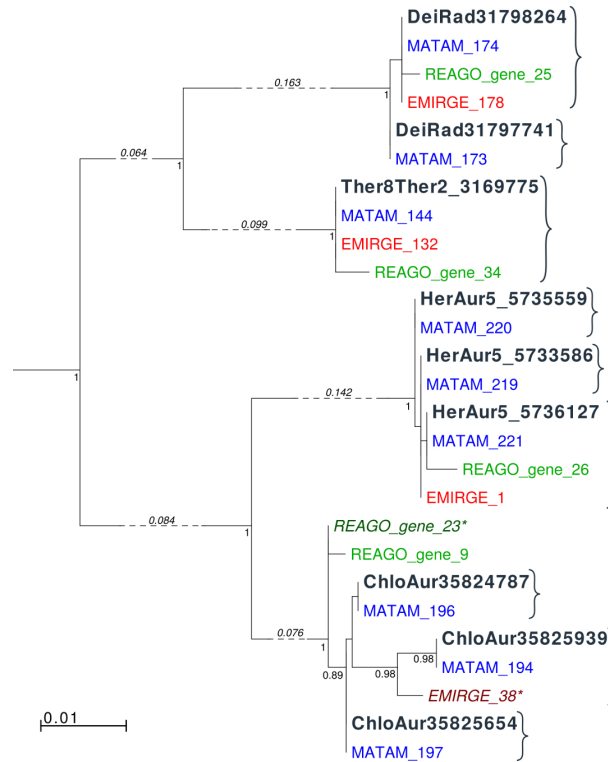 DeiRad31798264
MATAM_174
0.163
REAGO_gene_25
1
EMIRGE_178
DeiRad31797741
0.064
MATAM_173
1
Ther8Ther2_3169775
MATAM_144
0.099
1
EMIRGE_132
REAGO_gene_34
HerAur5_5735559
MATAM_220
HerAur5_5733586
1
MATAM_219
0.142
1
HerAur5_5736127
MATAM_221
REAGO_gene_26
EMIRGE_1
0.084
REAGO_gene_23*
1
REAGO_gene_9
ChloAur35824787
MATAM_196
0.076
1
ChloAur35825939
0.98
MATAM_194
0.89
0.98
EMIRGE_38*
0.01
ChloAur35825654
MATAM_197